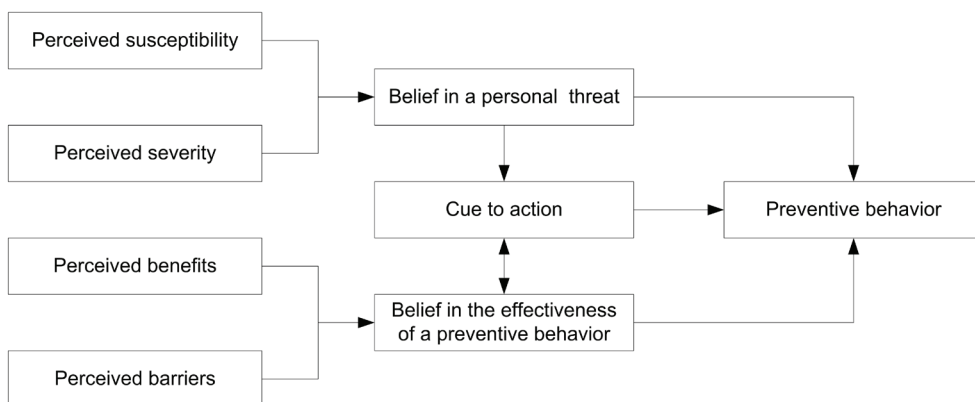 Perceived susceptibility
Perceived severity
Perceived benefits
Perceived barriers
Belief in a personal threat
Cue to action
Belief in the effectiveness
of a preventive behavior
Preventive behavior